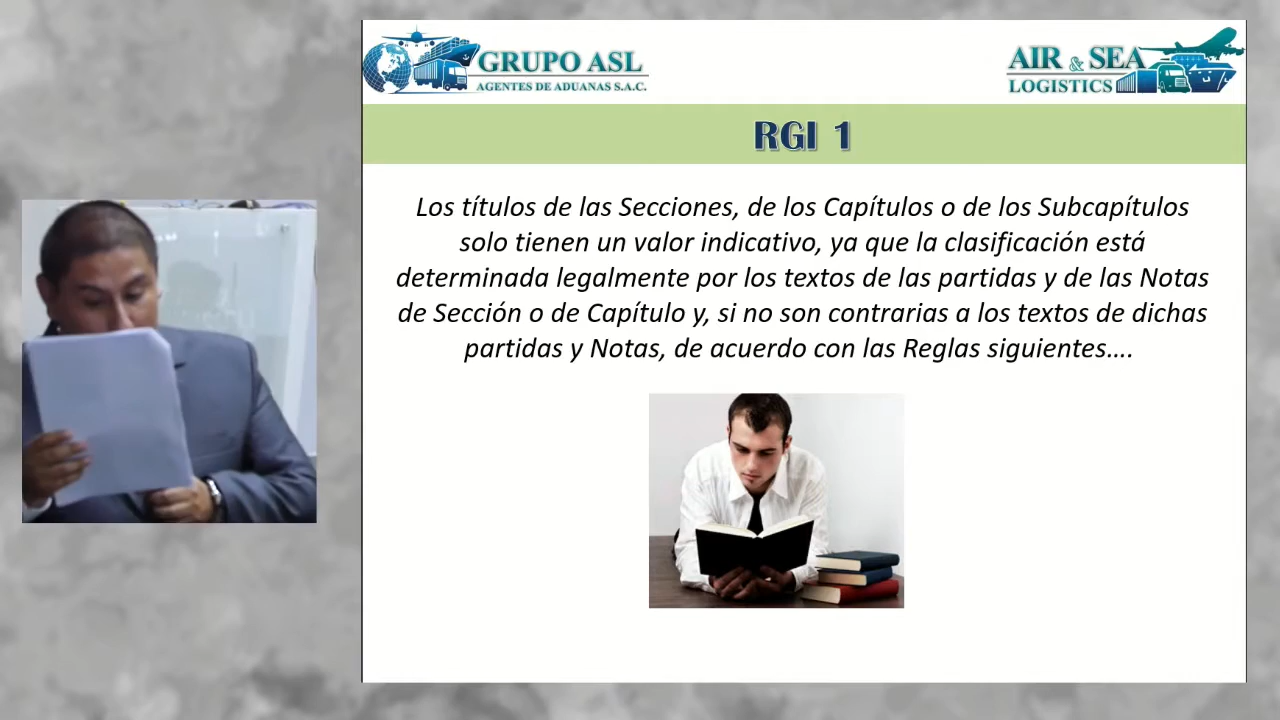 GRUPO ASL
AGENTES DE ADUANAS S.A.C.
AIR & SEA
LOGISTICS
RGI 1
Los títulos de las Secciones, de los Capítulos o de los Subcapítulos
solo tienen un valor indicativo, ya que la clasificación está
determinada legalmente por los textos de las partidas y de las Notas
de Sección o de Capítulo y, si no son contrarias a los textos de dichas
partidas y Notas, de acuerdo con las Reglas siguientes….